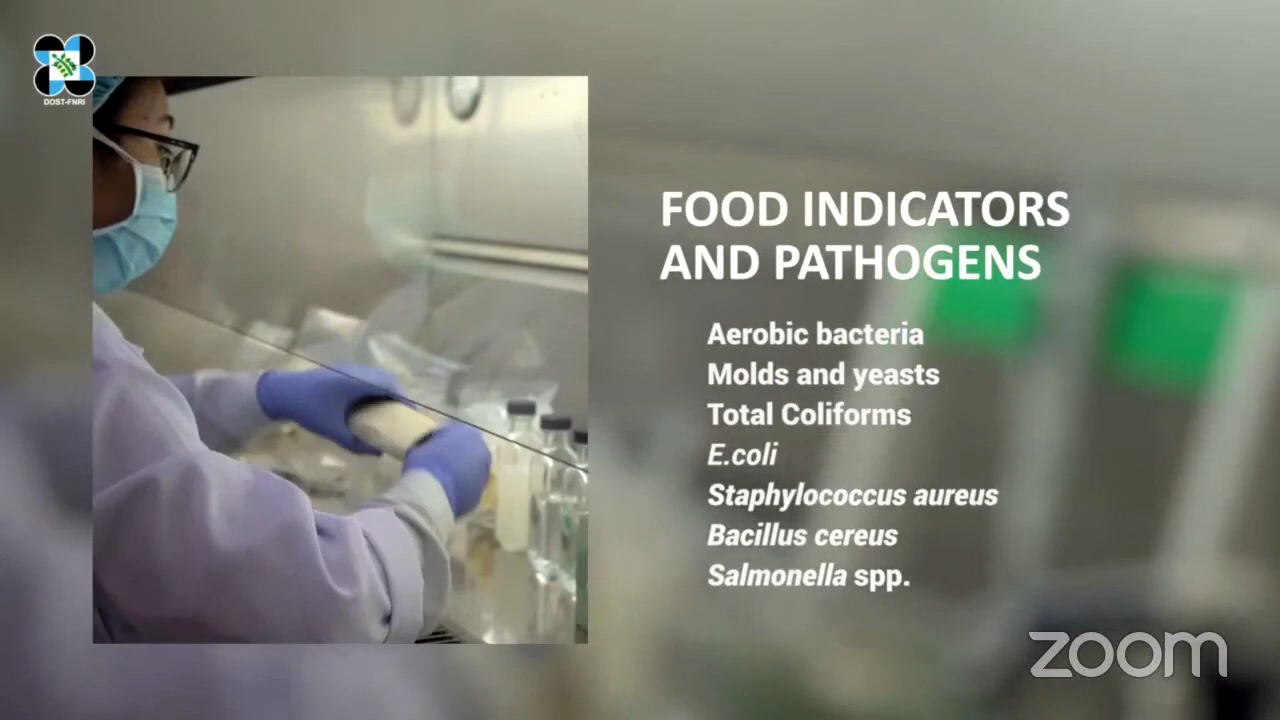 DOST-FNRI
FOOD INDICATORS
AND PATHOGENS
Aerobic bacteria
Molds and yeasts
Total Coliforms
E.coli
Staphylococcus aureus
Bacillus cereus
Salmonella spp.
zoom